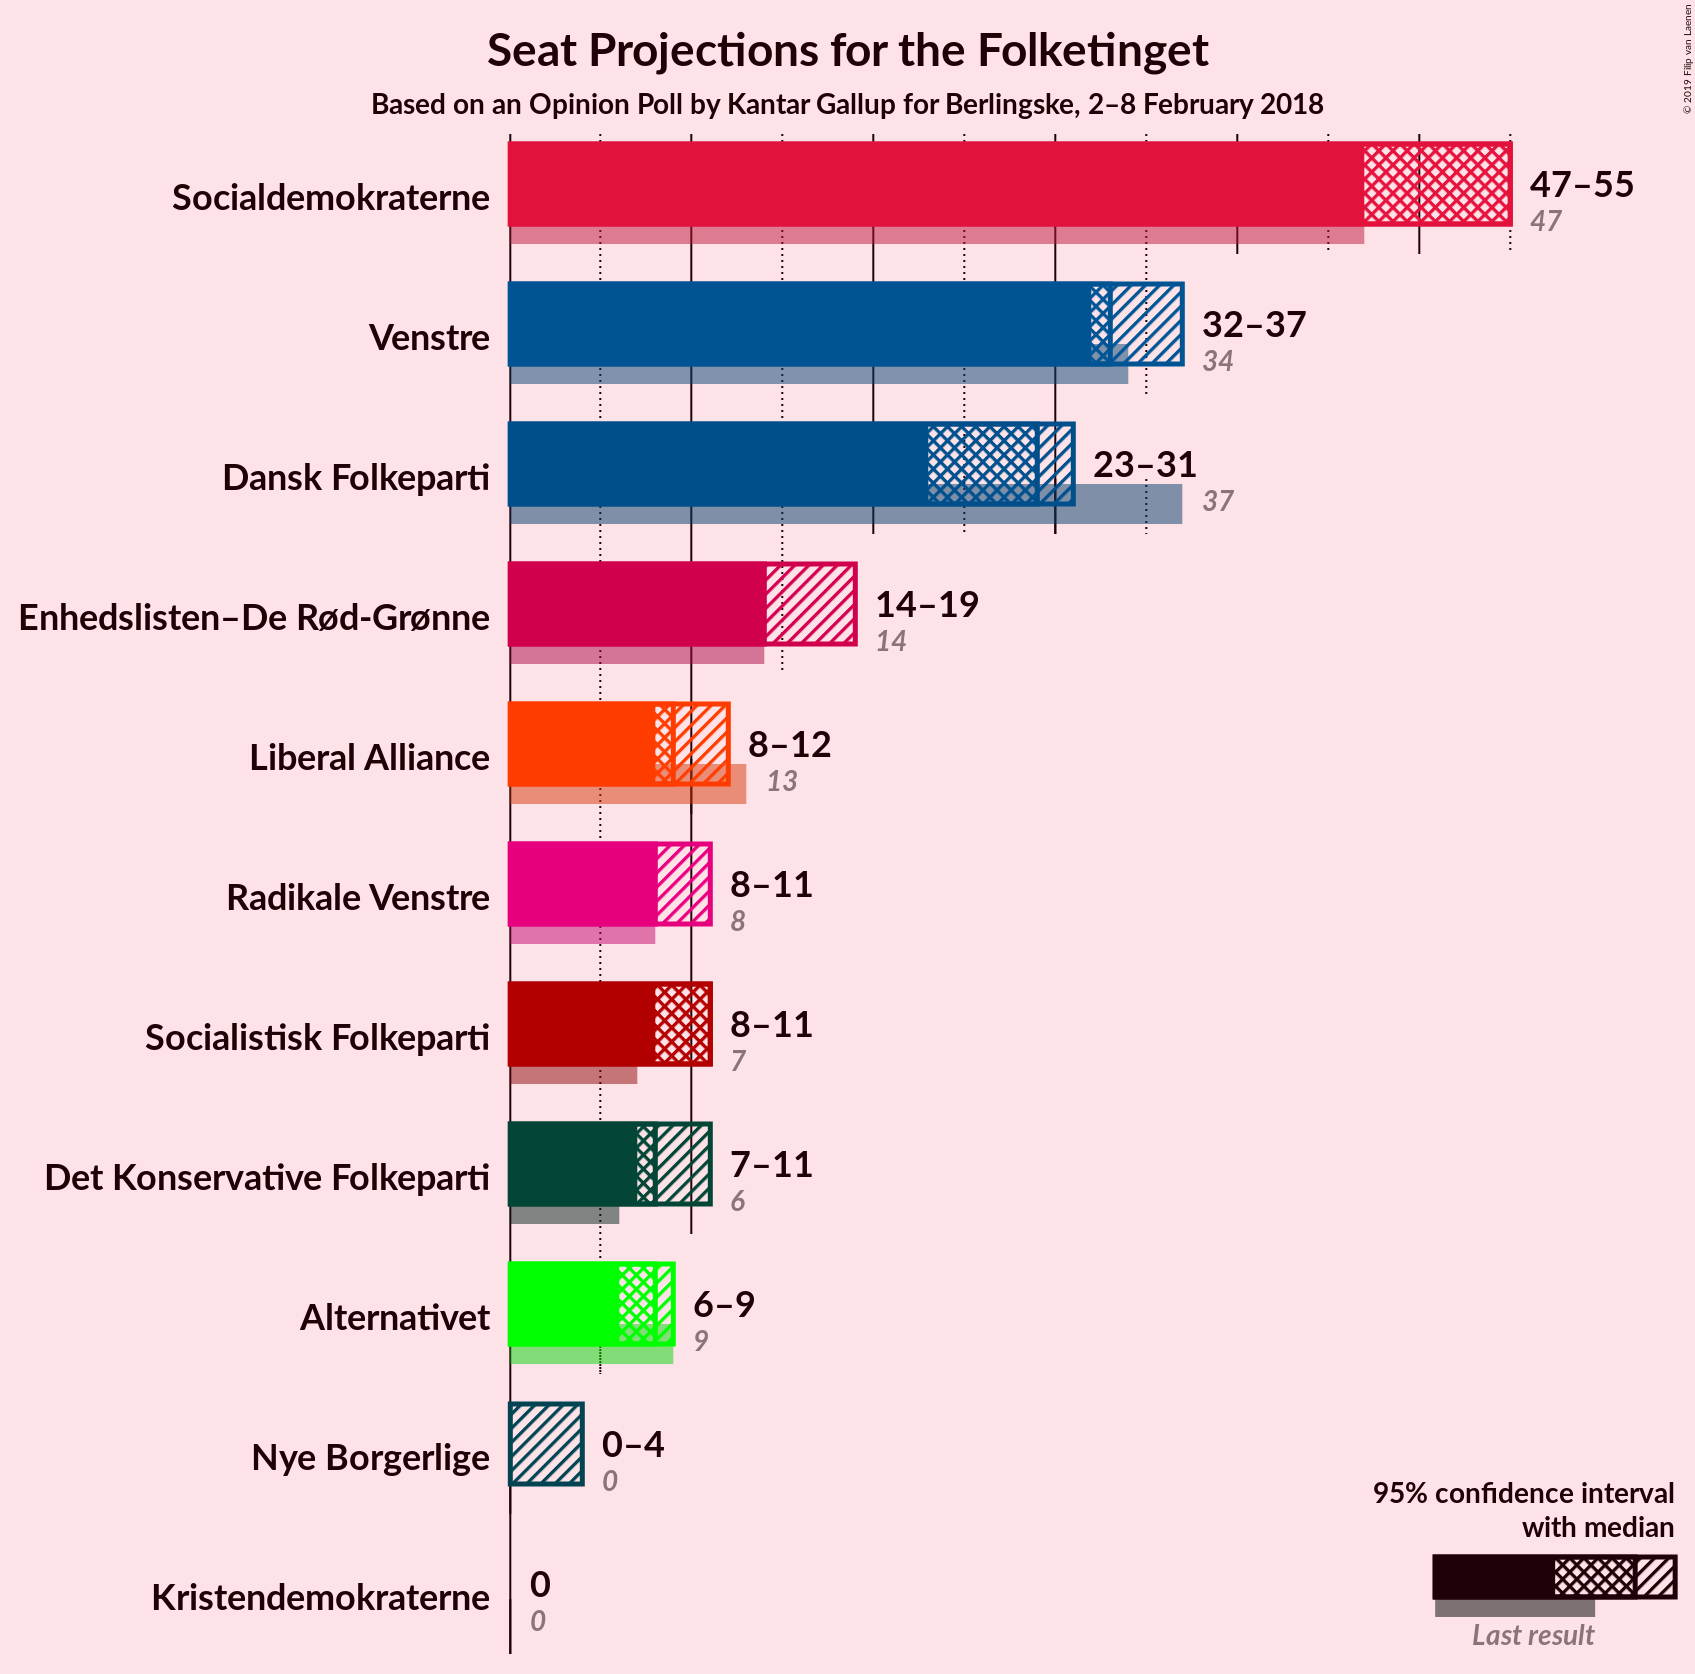 Seat Projections for the Folketinget
Based on an Opinion Poll by Kantar Gallup for Berlingske, 2–8 February 2018
© 2019 Filip van Laenen
Socialdemokraterne
47–55
47
Venstre
32–37
34
Dansk Folkeparti
23–31
37
Enhedslisten–De Rød-Grønne
14–19
14
Liberal Alliance
8–12
13
Radikale Venstre
8–11
8
Socialistisk Folkeparti
8–11
7
Det Konservative Folkeparti
7–11
6
Alternativet
6–9
9
Nye Borgerlige
0–4
0
Kristendemokraterne
0
0
95% confidence interval
with median
Last result